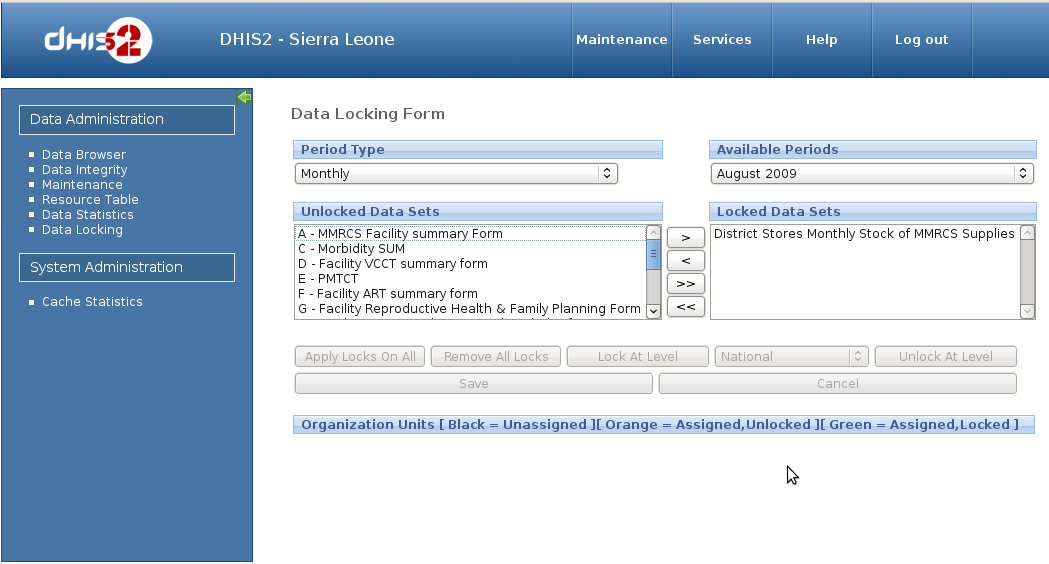 dHIS2
DHIS2 - Sierra Leone
Maintenance
Services
Help
Log out
Data Administration
Data Browser
Data Integrity
Maintenance
Resource Table
Data Statistics
Data Locking
System Administration
Cache Statistics
Data Locking Form
Period Type
Available Periods
Monthly
August 2009
Unlocked Data Sets
Locked Data Sets
A - MMRCS Facility summary Form
C - Morbidity SUM
D - Facility VCCT summary form
E - PMTCT
F - Facility ART summary form
G - Facility Reproductive Health & Family Planning Form
>
<
>>
<<
District Stores Monthly Stock of MMRCS Supplies
Apply Locks On All
Remove All Locks
Lock At Level
National
Unlock At Level
Save
Cancel
Organization Units [ Black = Unassigned ][ Orange = Assigned,Unlocked ][ Green = Assigned,Locked ]